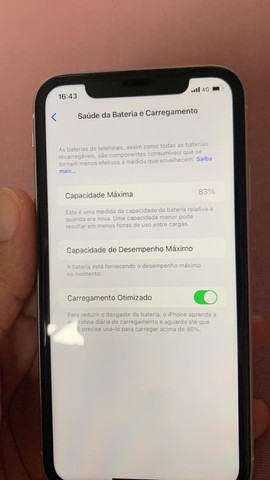 16:43
4G
Saúde da Bateria e Carregamento
As baterias de telefones, assim como todas as baterias
recarregáveis, são componentes consumíveis que se
tornam menos efetivos à medida que envelhecem. Saiba
mais...
Capacidade Máxima 83%
Esta é uma medida da capacidade da bateria relativa a
quando era nova. Uma capacidade menor pode
resultar em menos horas de uso entre cargas.
Capacidade de Desempenho Máximo
A bateria está fornecendo o desempenho máximo
no momento.
Carregamento Otimizado
Para reduzir o desgaste da bateria, o iPhone aprende a
rotina diária de carregamento e aguarda até que
precise usá-lo para carregar acima de 80%.